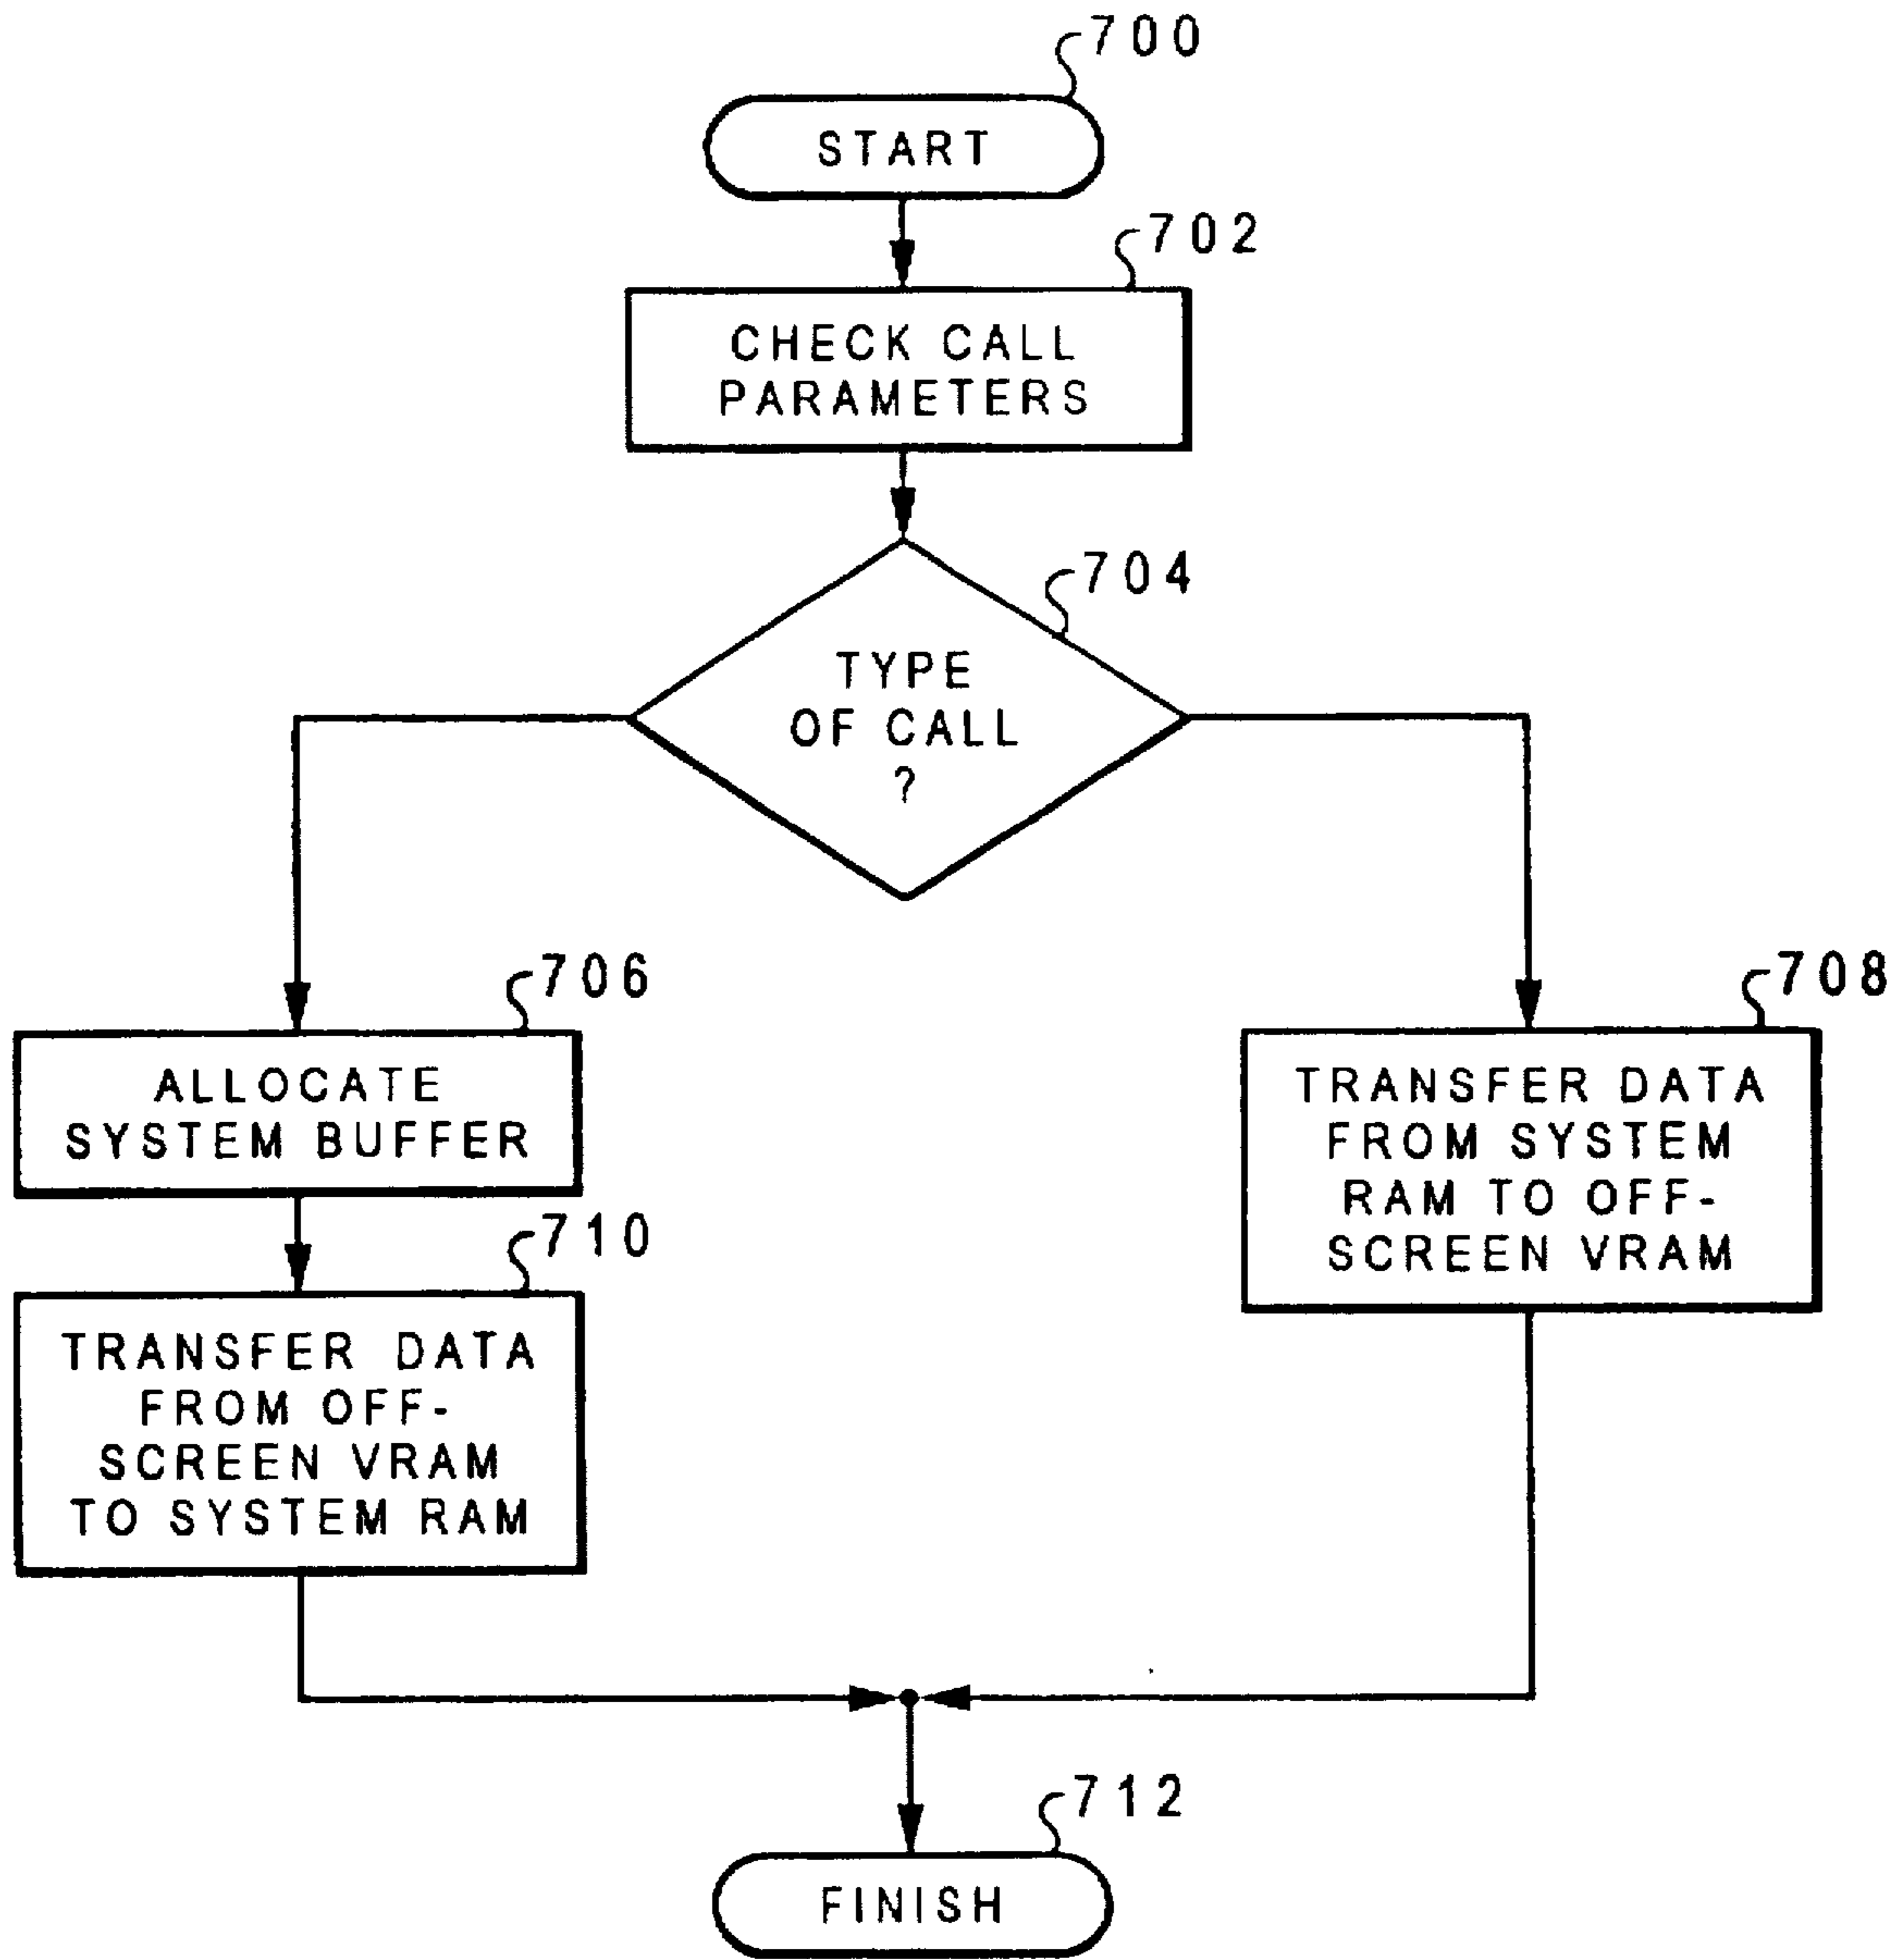 700
START
702
CHECK CALL
PARAMETERS
704
TYPE
OF CALL
?
706
ALLOCATE
SYSTEM BUFFER
708
TRANSFER DATA
FROM SYSTEM
RAM TO OFF-
SCREEN VRAM
710
TRANSFER DATA
FROM OFF-
SCREEN VRAM
TO SYSTEM RAM
712
FINISH